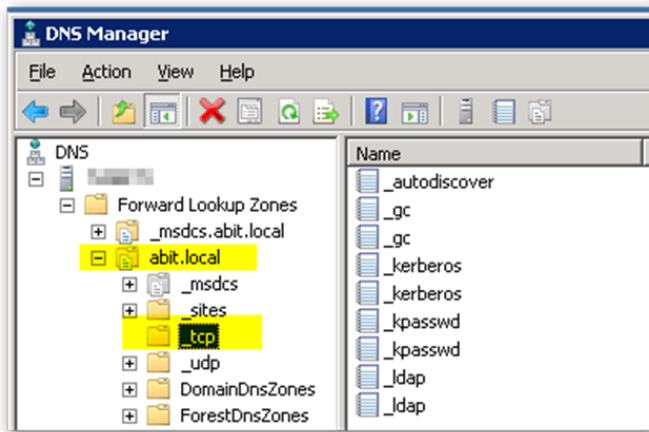 DNS Manager
File Action View Help
DNS
Forward Lookup Zones
_msdcs.abit.local
abit.local
_msdcs
_sites
_tcp
_udp
DomainDnsZones
ForestDnsZones
Name
_autodiscover
_gc
_gc
_kerberos
_kerberos
_kpasswd
_kpasswd
_ldap
_ldap